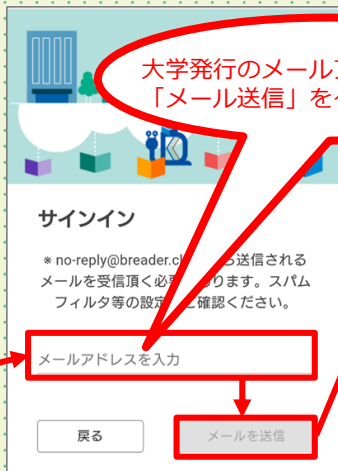 大学発行のメール
「メール送信」を
サインイン
※ no-reply@breader.cl ら送信される
メールを受信頂く必 ります。スパム
フィルタ等の設定 ご確認ください。
メールアドレスを入力
戻る
メールを送信